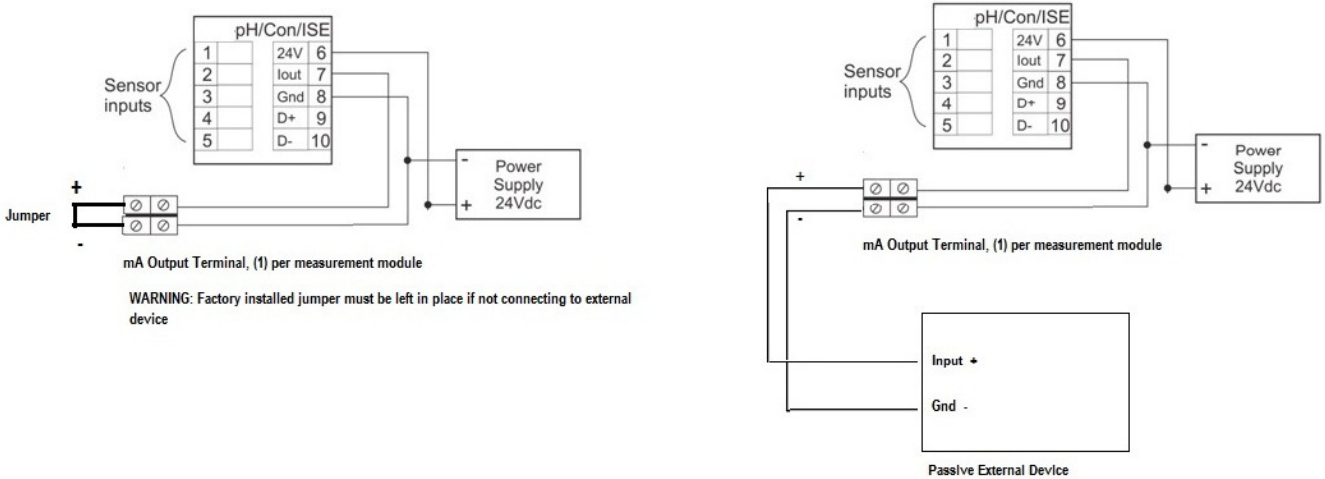 pH/Con/ISE
1 24V 6
2 Iout 7
3 Gnd 8
4 D+ 9
5 D- 10
Sensor
inputs
- Power
Supply
+ 24Vdc
+
Jumper
-
mA Output Terminal, (1) per measurement module
WARNING: Factory installed jumper must be left in place if not connecting to external
device
pH/Con/ISE
1 24V 6
2 Iout 7
3 Gnd 8
4 D+ 9
5 D- 10
Sensor
inputs
- Power
Supply
+ 24Vdc
+
-
mA Output Terminal, (1) per measurement module
Input +
Gnd -
Passive External Device